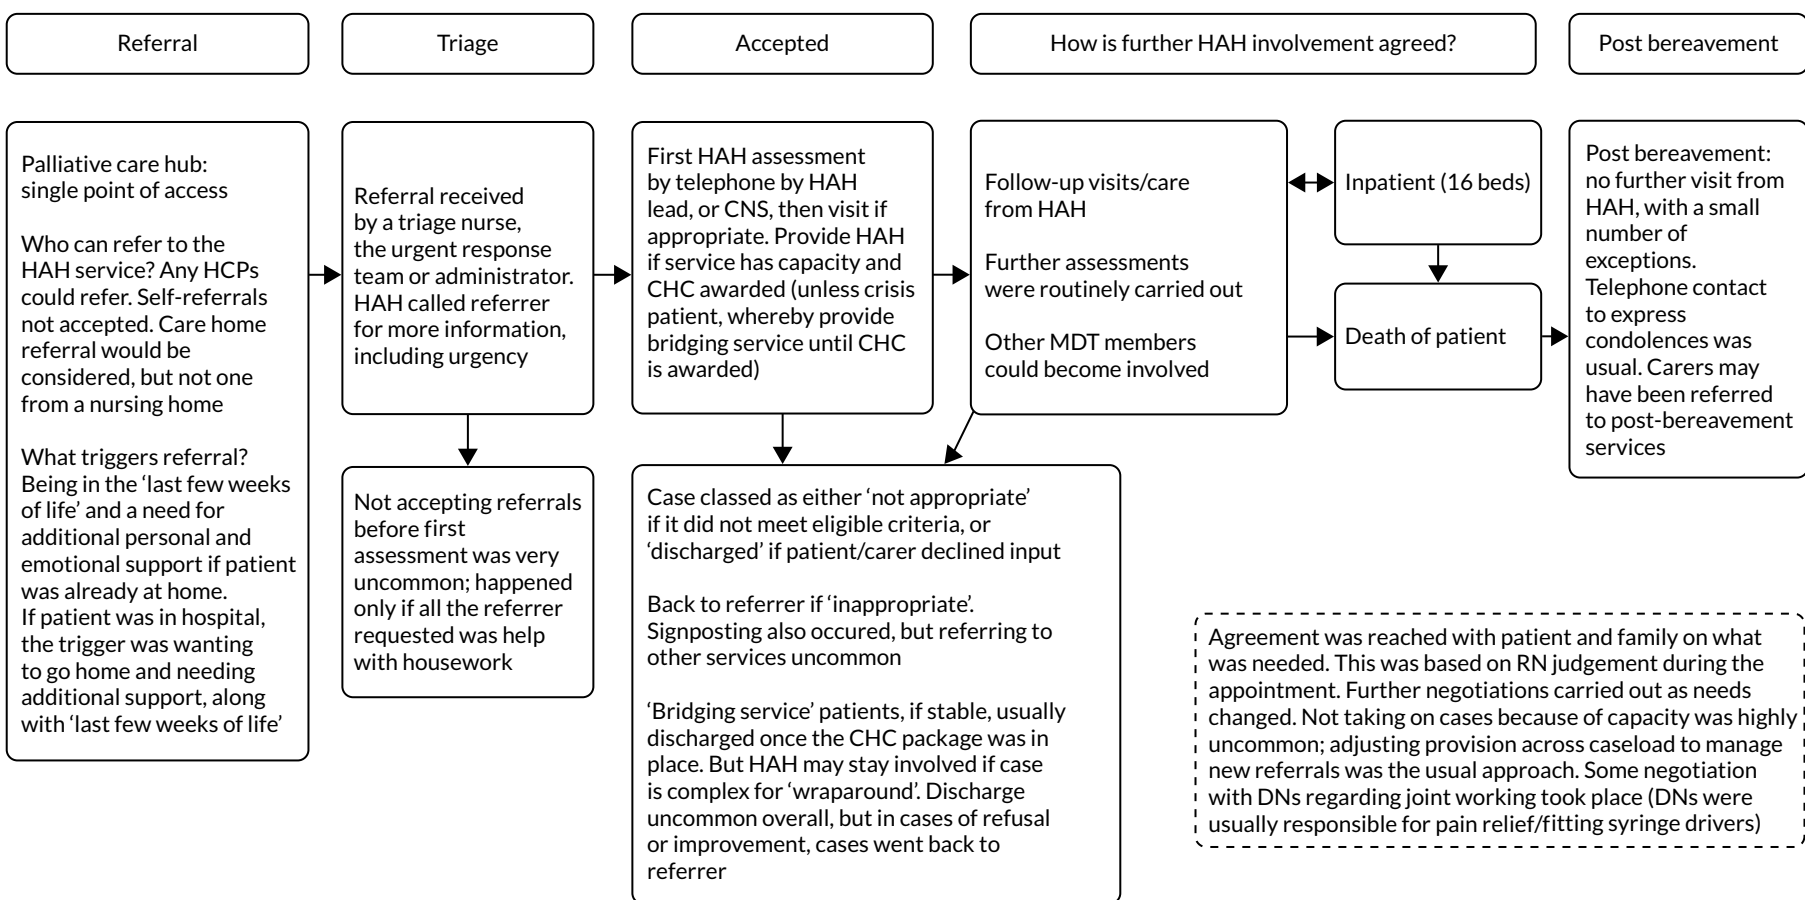 Referral
Triage
Accepted
How is further HAH involvement agreed?
Post bereavement
Palliative care hub:
single point of access
Who can refer to the
HAH service? Any HCPs
could refer. Self-referrals
not accepted. Care home
referral would be
considered, but not one
from a nursing home
What triggers referral?
Being in the ‘last few weeks
of life’ and a need for
additional personal and
emotional support if patient
was already at home.
If patient was in hospital,
the trigger was wanting
to go home and needing
additional support, along
with ‘last few weeks of life’
Referral received
by a triage nurse,
the urgent response
team or administrator.
HAH called referrer
for more information,
including urgency
Not accepting referrals
before first
assessment was very
uncommon; happened
only if all the referrer
requested was help
with housework
First HAH assessment
by telephone by HAH
lead, or CNS, then visit if
appropriate. Provide HAH
if service has capacity and
CHC awarded (unless crisis
patient, whereby provide
bridging service until CHC
is awarded)
Follow-up visits/care
from HAH
Further assessments
were routinely carried out
Other MDT members
could become involved
Inpatient (16 beds)
Death of patient
Post bereavement:
no further visit from
HAH, with a small
number of
exceptions.
Telephone contact
to express
condolences was
usual. Carers may
have been referred
to post-bereavement
services
Case classed as either ‘not appropriate’
if it did not meet eligible criteria, or
‘discharged’ if patient/carer declined input
Back to referrer if ‘inappropriate’.
Signposting also occured, but referring to
other services uncommon
‘Bridging service’ patients, if stable, usually
discharged once the CHC package was in
place. But HAH may stay involved if case
is complex for ‘wraparound’. Discharge
uncommon overall, but in cases of refusal
or improvement, cases went back to
referrer
Agreement was reached with patient and family on what
was needed. This was based on RN judgement during the
appointment. Further negotiations carried out as needs
changed. Not taking on cases because of capacity was highly
uncommon; adjusting provision across caseload to manage
new referrals was the usual approach. Some negotiation
with DNs regarding joint working took place (DNs were
usually responsible for pain relief/fitting syringe drivers)